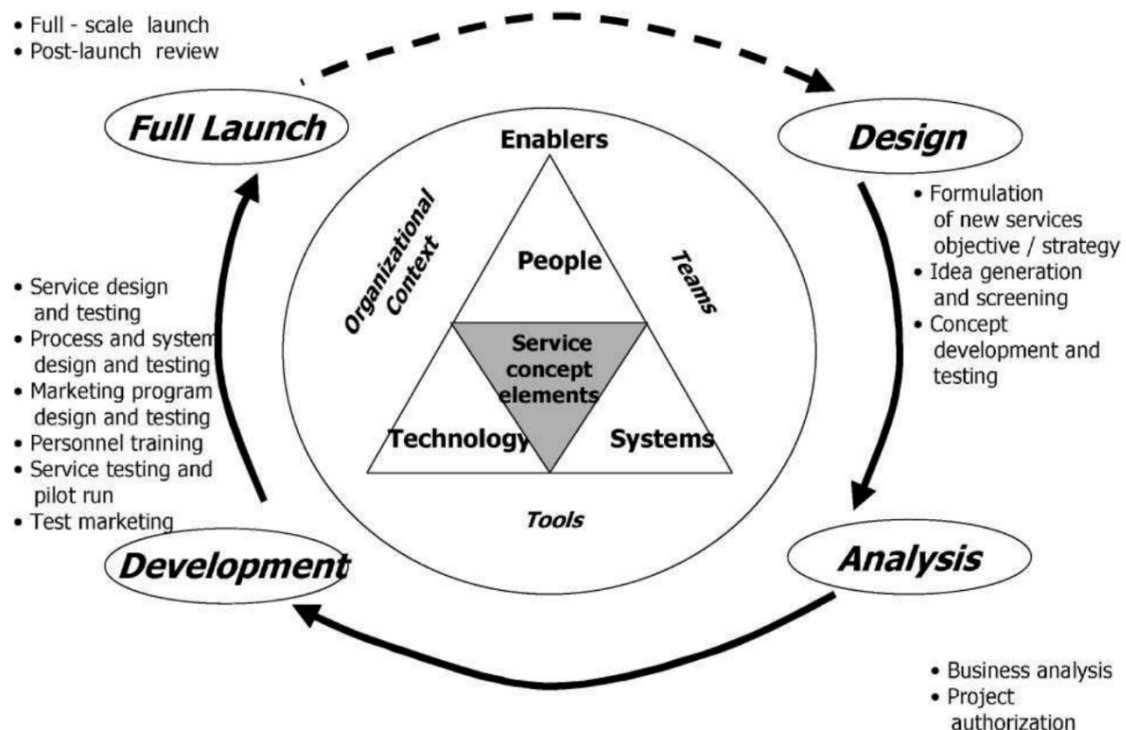 • Full - scale launch
• Post-launch review
Full Launch
Design
Enablers
Organizational
Context
Teams
People
Service
concept
elements
Technology
Systems
Tools
• Formulation
of new services
objective / strategy
• Idea generation
and screening
• Concept
development and
testing
• Service design
and testing
• Process and system
design and testing
• Marketing program
design and testing
• Personnel training
• Service testing and
pilot run
• Test marketing
Development
Analysis
• Business analysis
• Project
authorization